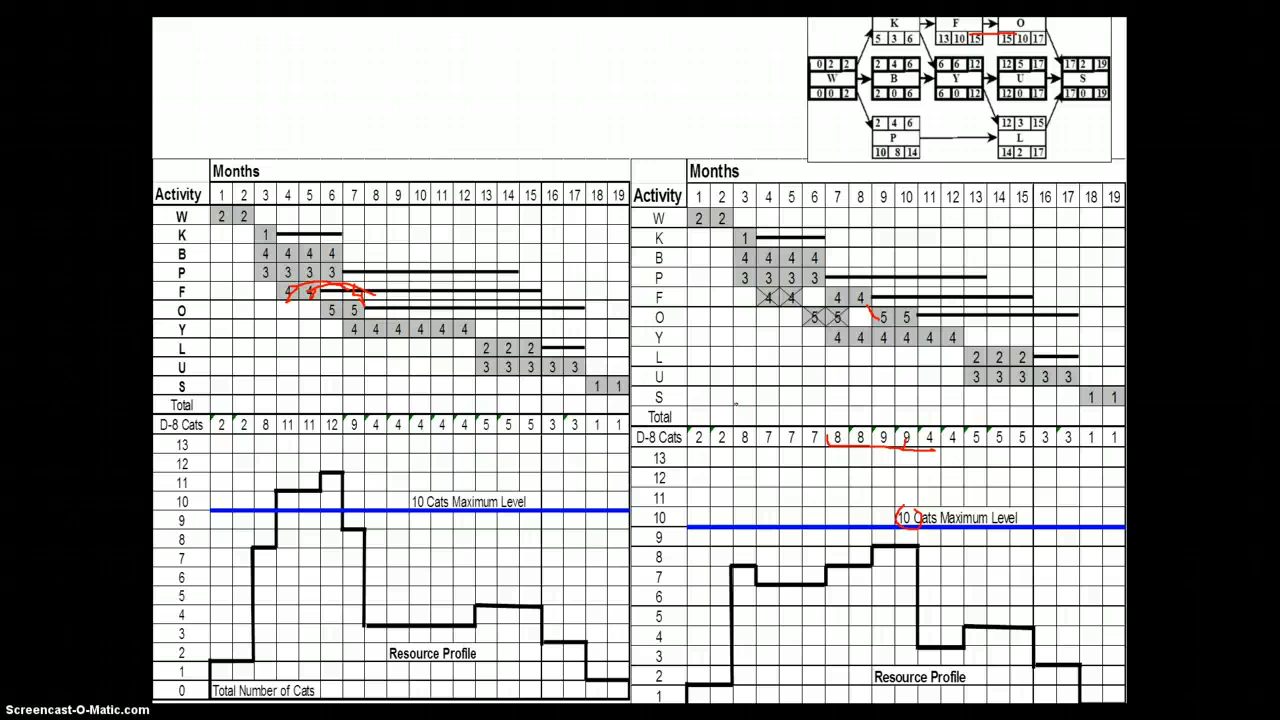 K F O
5 3 6 13 10 15 15 10 17
0 2 2 2 4 6 6 6 12 12 5 17 17 2 19
W B Y U S
0 0 2 2 0 6 6 0 12 12 0 17 17 0 19
2 4 6 12 3 15
P L
10 8 14 14 2 17
Months
Activity 1 2 3 4 5 6 7 8 9 10 11 12 13 14 15 16 17 18 19
W 2 2
K 1
B 4 4 4 4
P 3 3 3 3
F 4 4
O 5 5
Y 4 4 4 4 4 4
L 2 2 2
U 3 3 3 3 3
S 1 1
Total
D-8 Cats 2 2 8 11 11 12 9 4 4 4 4 4 5 5 5 3 3 1 1
13
12
11
10 10 Cats Maximum Level
9
8
7
6
5
4
3
2 Resource Profile
1
0 Total Number of Cats
Months
Activity 1 2 3 4 5 6 7 8 9 10 11 12 13 14 15 16 17 18 19
W 2 2
K 1
B 4 4 4 4
P 3 3 3 3
F 4 4 4 4
O 5 5 5 5
Y 4 4 4 4 4 4
L 2 2 2
U 3 3 3 3 3
S 1 1
Total
D-8 Cats 2 2 8 7 7 7 8 8 9 9 4 4 5 5 5 3 3 1 1
13
12
11
10 10 Cats Maximum Level
9
8
7
6
5
4
3
2 Resource Profile
1
Screencast-O-Matic.com